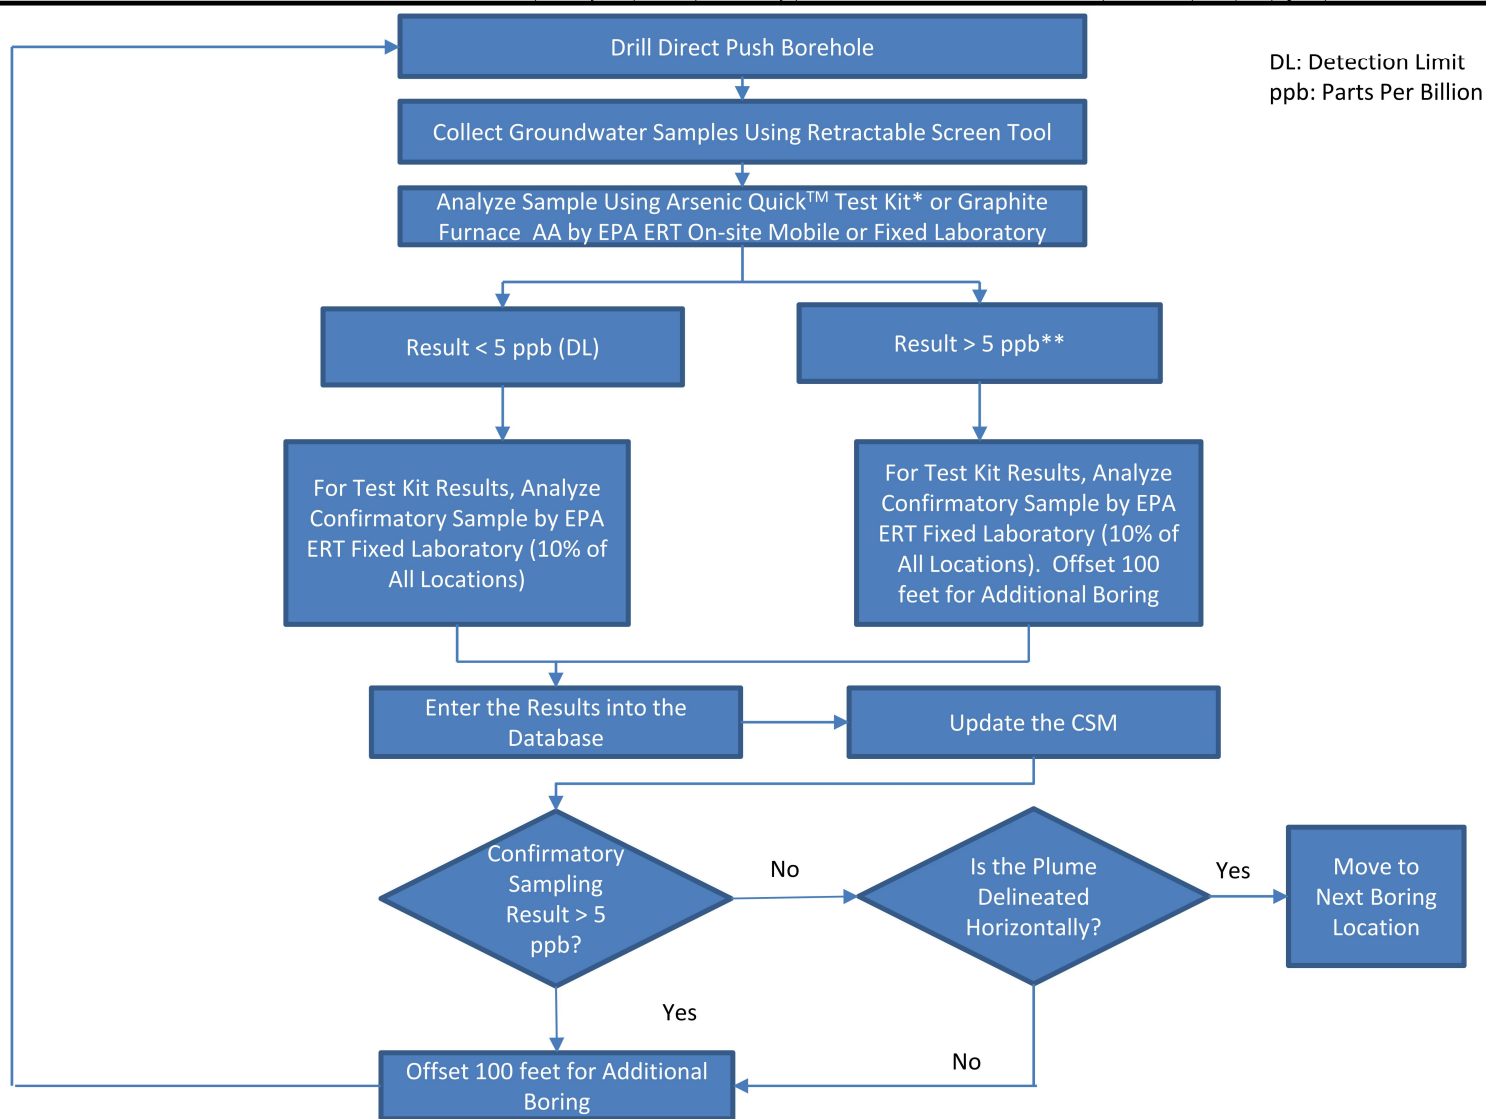 Drill Direct Push Borehole
DL: Detection Limit
ppb: Parts Per Billion
Collect Groundwater Samples Using Retractable Screen Tool
Analyze Sample Using Arsenic Quick™ Test Kit* or Graphite
Furnace AA by EPA ERT On-site Mobile or Fixed Laboratory
Result < 5 ppb (DL)
Result > 5 ppb**
For Test Kit Results, Analyze
Confirmatory Sample by EPA
ERT Fixed Laboratory (10% of
All Locations)
For Test Kit Results, Analyze
Confirmatory Sample by EPA
ERT Fixed Laboratory (10% of
All Locations). Offset 100
feet for Additional Boring
Enter the Results into the
Database
Update the CSM
Confirmatory
Sampling
Result > 5
ppb?
No
Is the Plume
Delineated
Horizontally?
Yes
Move to
Next Boring
Location
Yes
No
Offset 100 feet for Additional
Boring